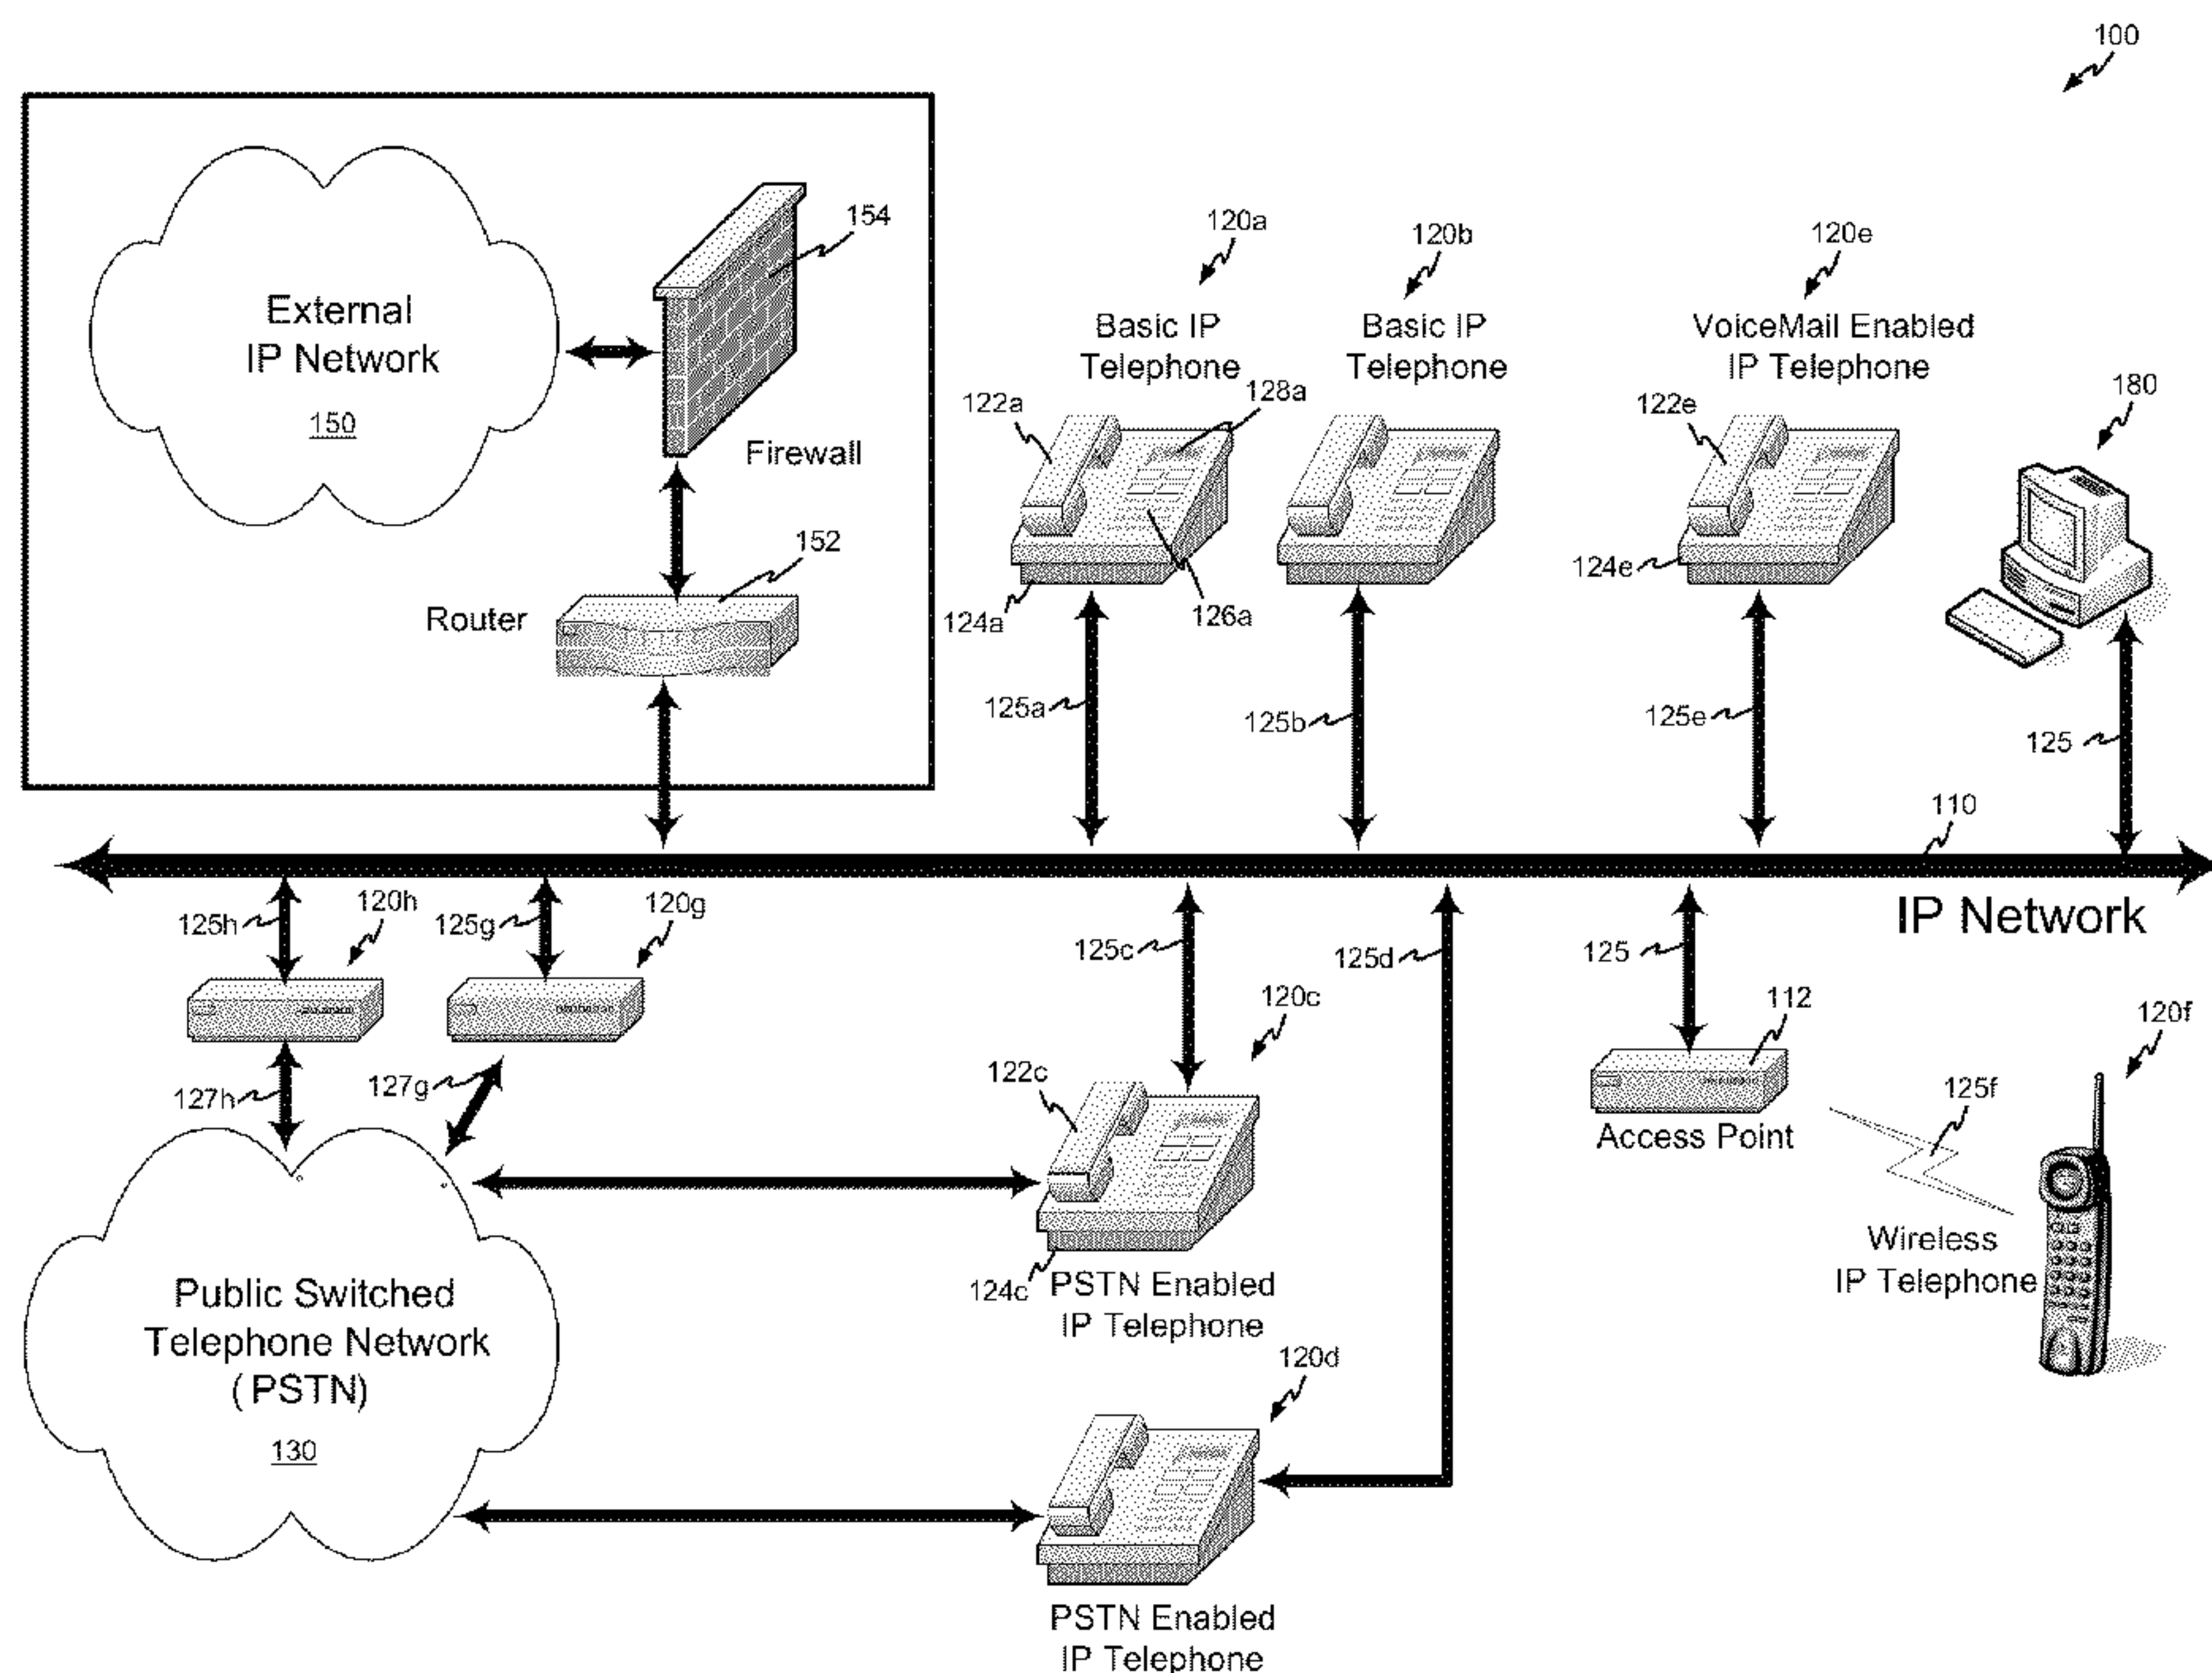 100
External
IP Network
150
154
Firewall
152
Router
120a
Basic IP
Telephone
122a
128a
124a
126a
125a
120b
Basic IP
Telephone
125b
120e
VoiceMail Enabled
IP Telephone
122e
124e
125e
180
125
110
IP Network
125h
120h
125g
120g
127h
127g
Public Switched
Telephone Network
( PSTN)
130
125c
120c
122c
124c
PSTN Enabled
IP Telephone
125d
120d
PSTN Enabled
IP Telephone
125
112
Access Point
125f
120f
Wireless
IP Telephone